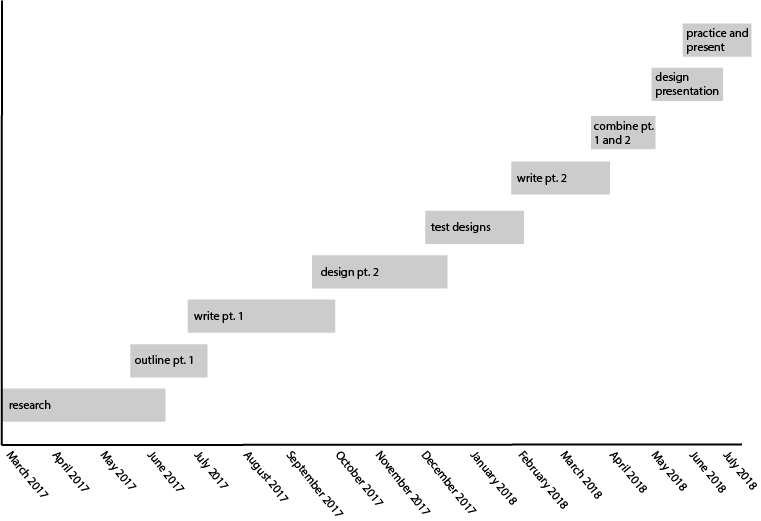 practice and
present
design
presentation
combine pt.
1 and 2
write pt. 2
test designs
design pt. 2
write pt. 1
outline pt. 1
research
March 2017
April 2017
May 2017
June 2017
July 2017
August 2017
September 2017
October 2017
November 2017
December 2017
January 2018
February 2018
March 2018
April 2018
May 2018
June 2018
July 2018